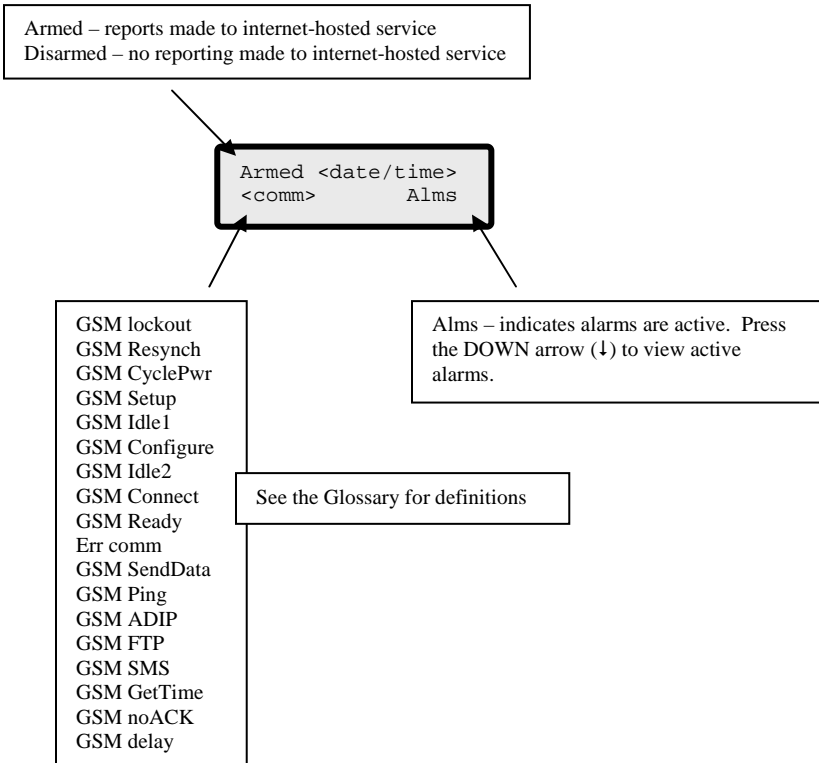 Armed – reports made to internet-hosted service
Disarmed – no reporting made to internet-hosted service
Armed <date/time>
<comm> Alms
GSM lockout
GSM Resynch
GSM CyclePwr
GSM Setup
GSM Idle1
GSM Configure
GSM Idle2
GSM Connect
GSM Ready
Err comm
GSM SendData
GSM Ping
GSM ADIP
GSM FTP
GSM SMS
GSM GetTime
GSM noACK
GSM delay
Alms – indicates alarms are active. Press
the DOWN arrow (↓) to view active
alarms.
See the Glossary for definitions